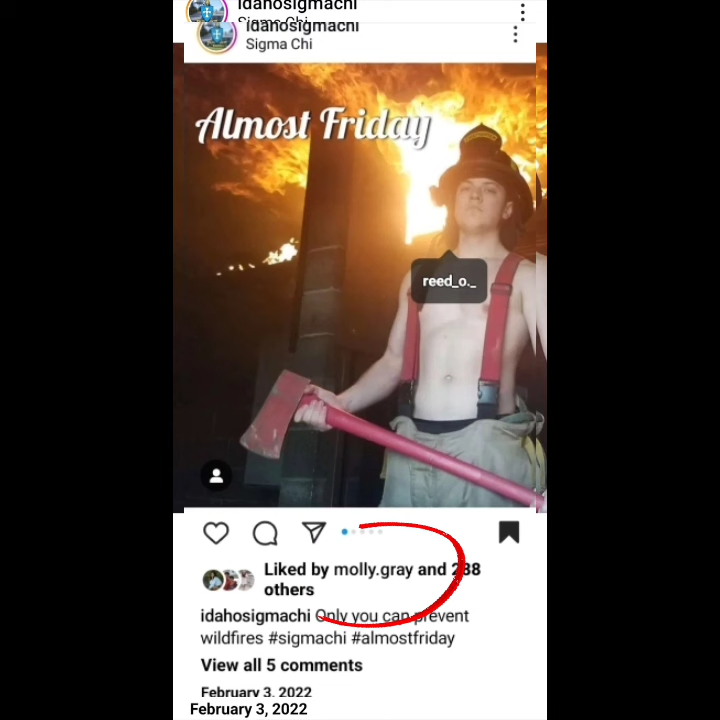 idahosigmachi
Sigma Chi
idahosigmachi
Sigma Chi
Almost Friday
reed_o._
Liked by molly.gray and 238
others
idahosigmachi Only you can prevent
wildfires #sigmachi #almostfriday
View all 5 comments
February 3, 2022
February 3, 2022